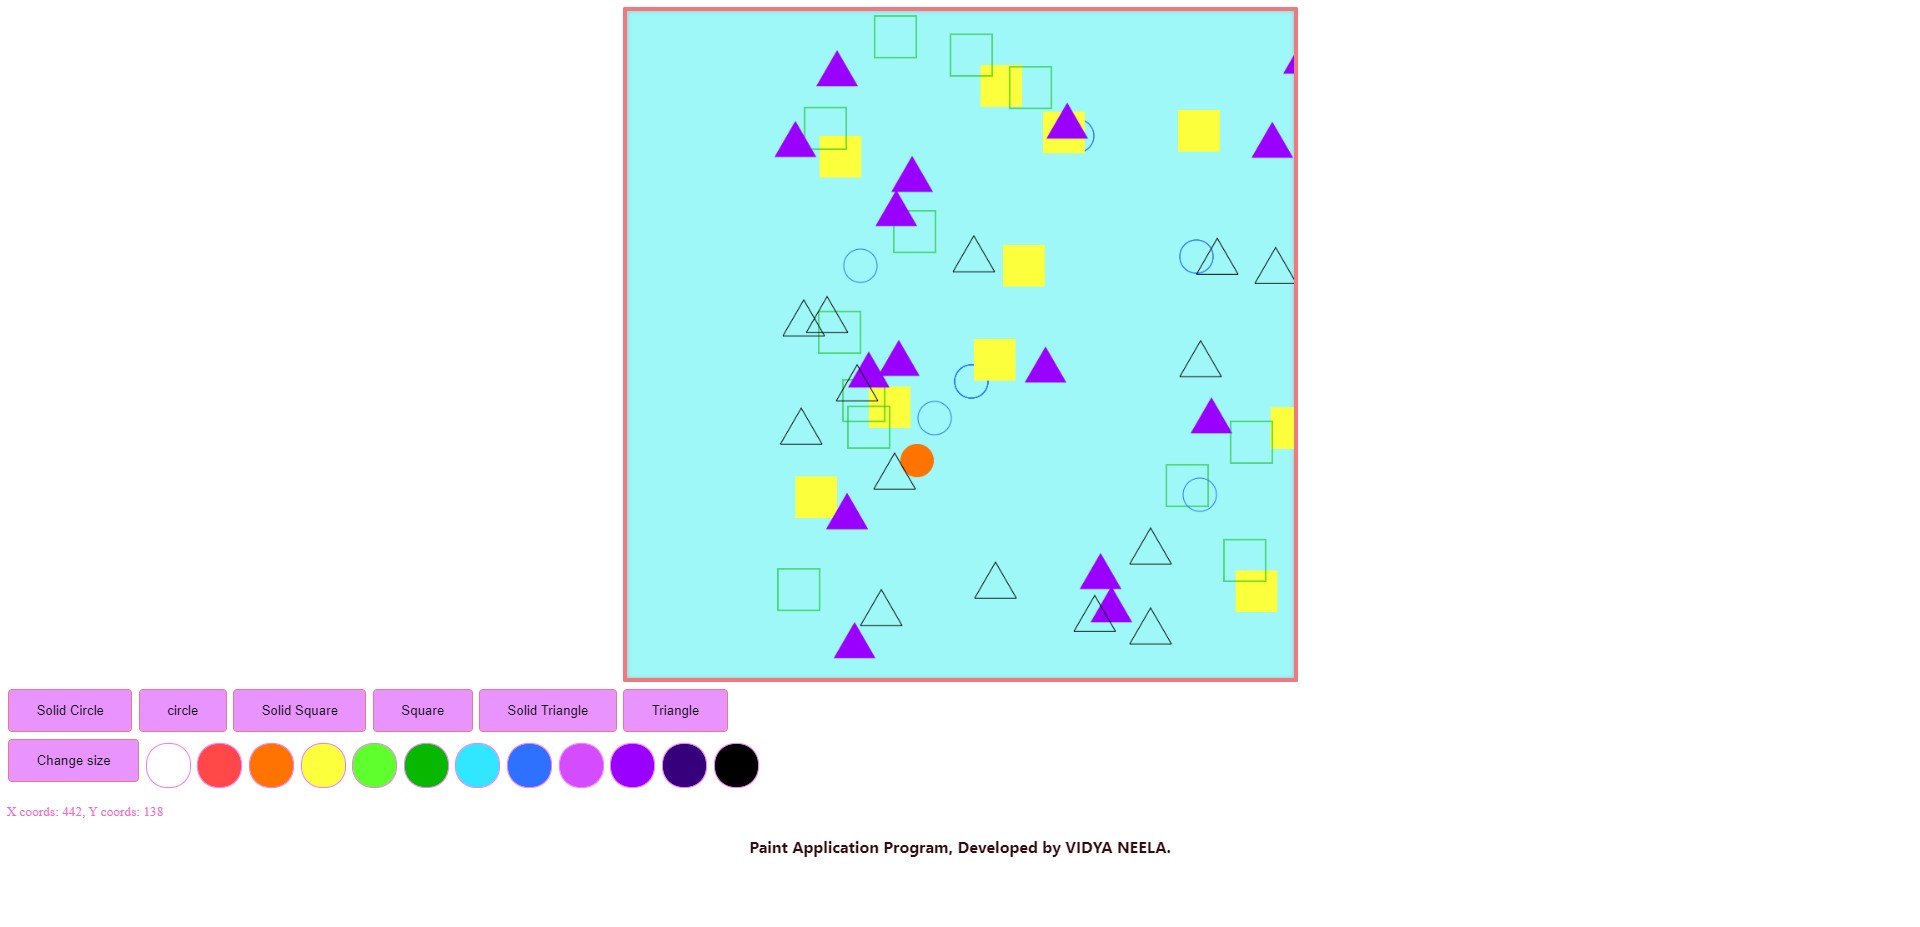 Solid Circle circle Solid Square Square Solid Triangle Triangle
Change size
X coords: 442, Y coords: 138
Paint Application Program, Developed by VIDYA NEELA.